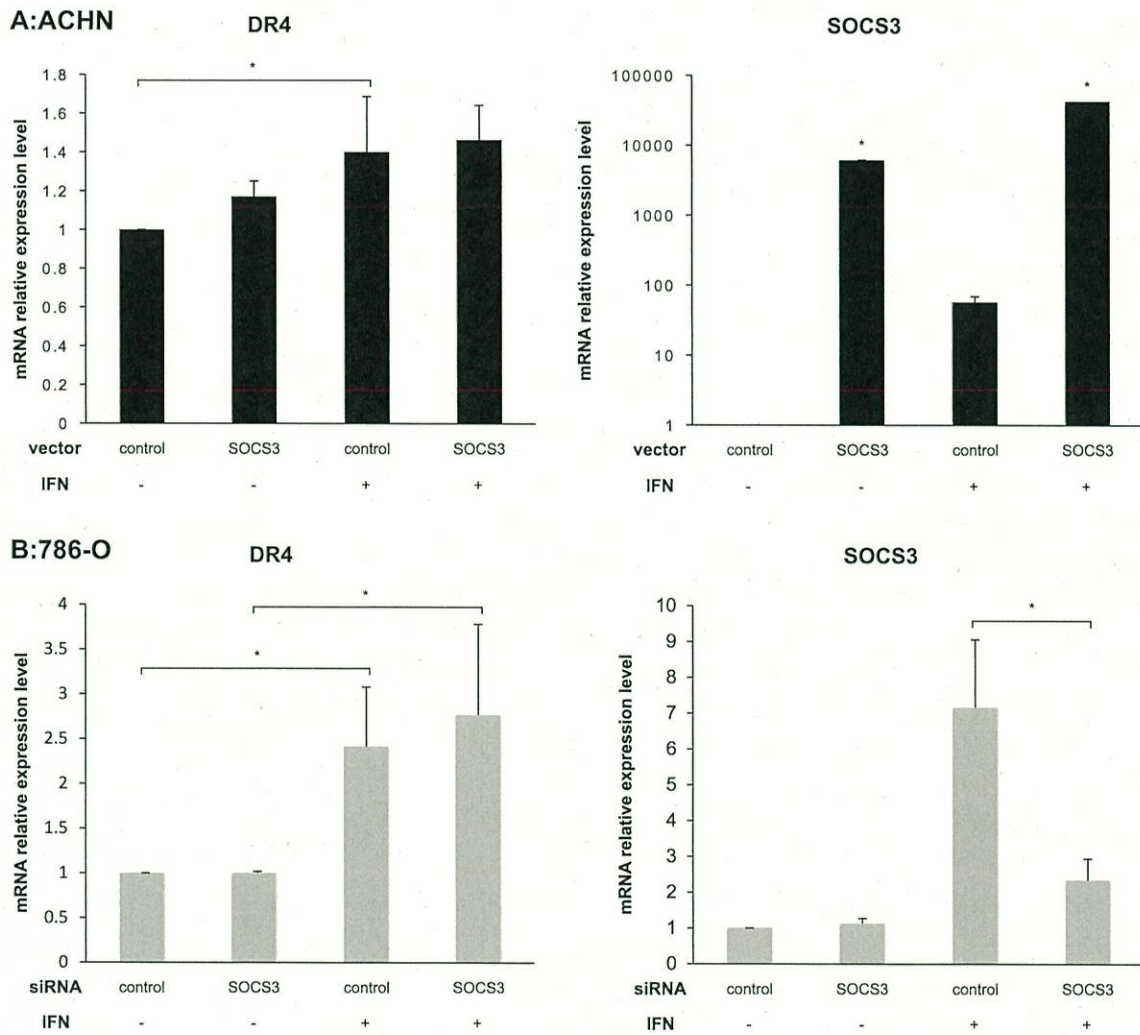 A:ACHN
DR4
SOCS3
*
mRNA relative expression level
1.8
1.6
1.4
1.2
1
0.8
0.6
0.4
0.2
0
vector control SOCS3 control SOCS3
IFN - - + +
*
*
mRNA relative expression level
100000
10000
1000
100
10
1
vector control SOCS3 control SOCS3
IFN - - + +
B:786-O
DR4
SOCS3
*
*
mRNA relative expression level
4
3.5
3
2.5
2
1.5
1
0.5
0
siRNA control SOCS3 control SOCS3
IFN - - + +
*
mRNA relative expression level
10
9
8
7
6
5
4
3
2
1
0
siRNA control SOCS3 control SOCS3
IFN - - + +